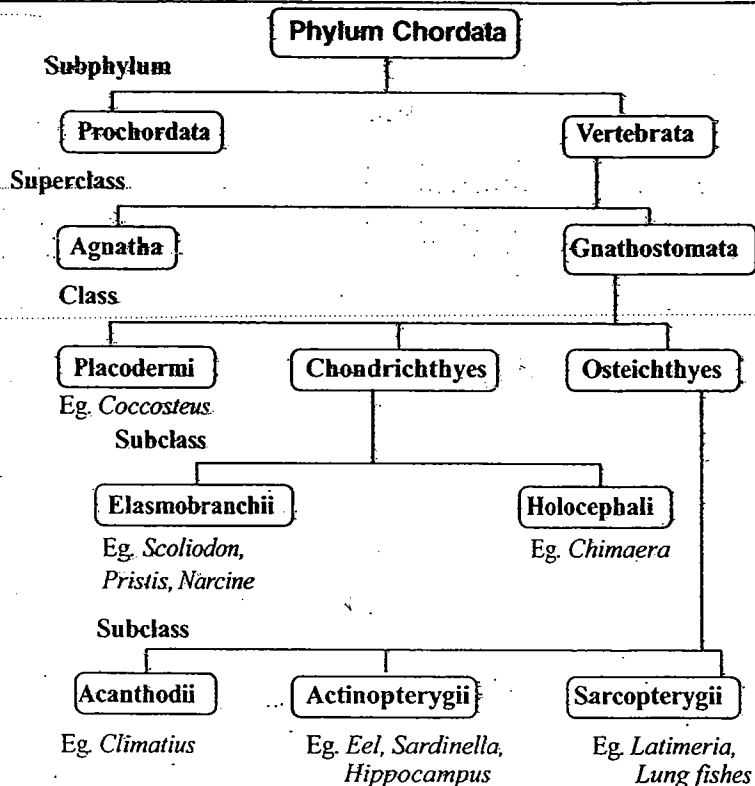 Phylum Chordata
Subphylum
Prochordata
Vertebrata
Superclass
Agnatha
Gnathostomata
Class
Placodermi
Chondrichthyes
Osteichthyes
Eg. Coccosteus
Subclass
Elasmobranchii
Holocephali
Eg. Scoliodon,
Pristis, Narcine
Eg. Chimaera
Subclass
Acanthodii
Actinopterygii
Sarcopterygii
Eg. Climatius
Eg. Eel, Sardinella,
Hippocampus
Eg. Latimeria,
Lung fishes